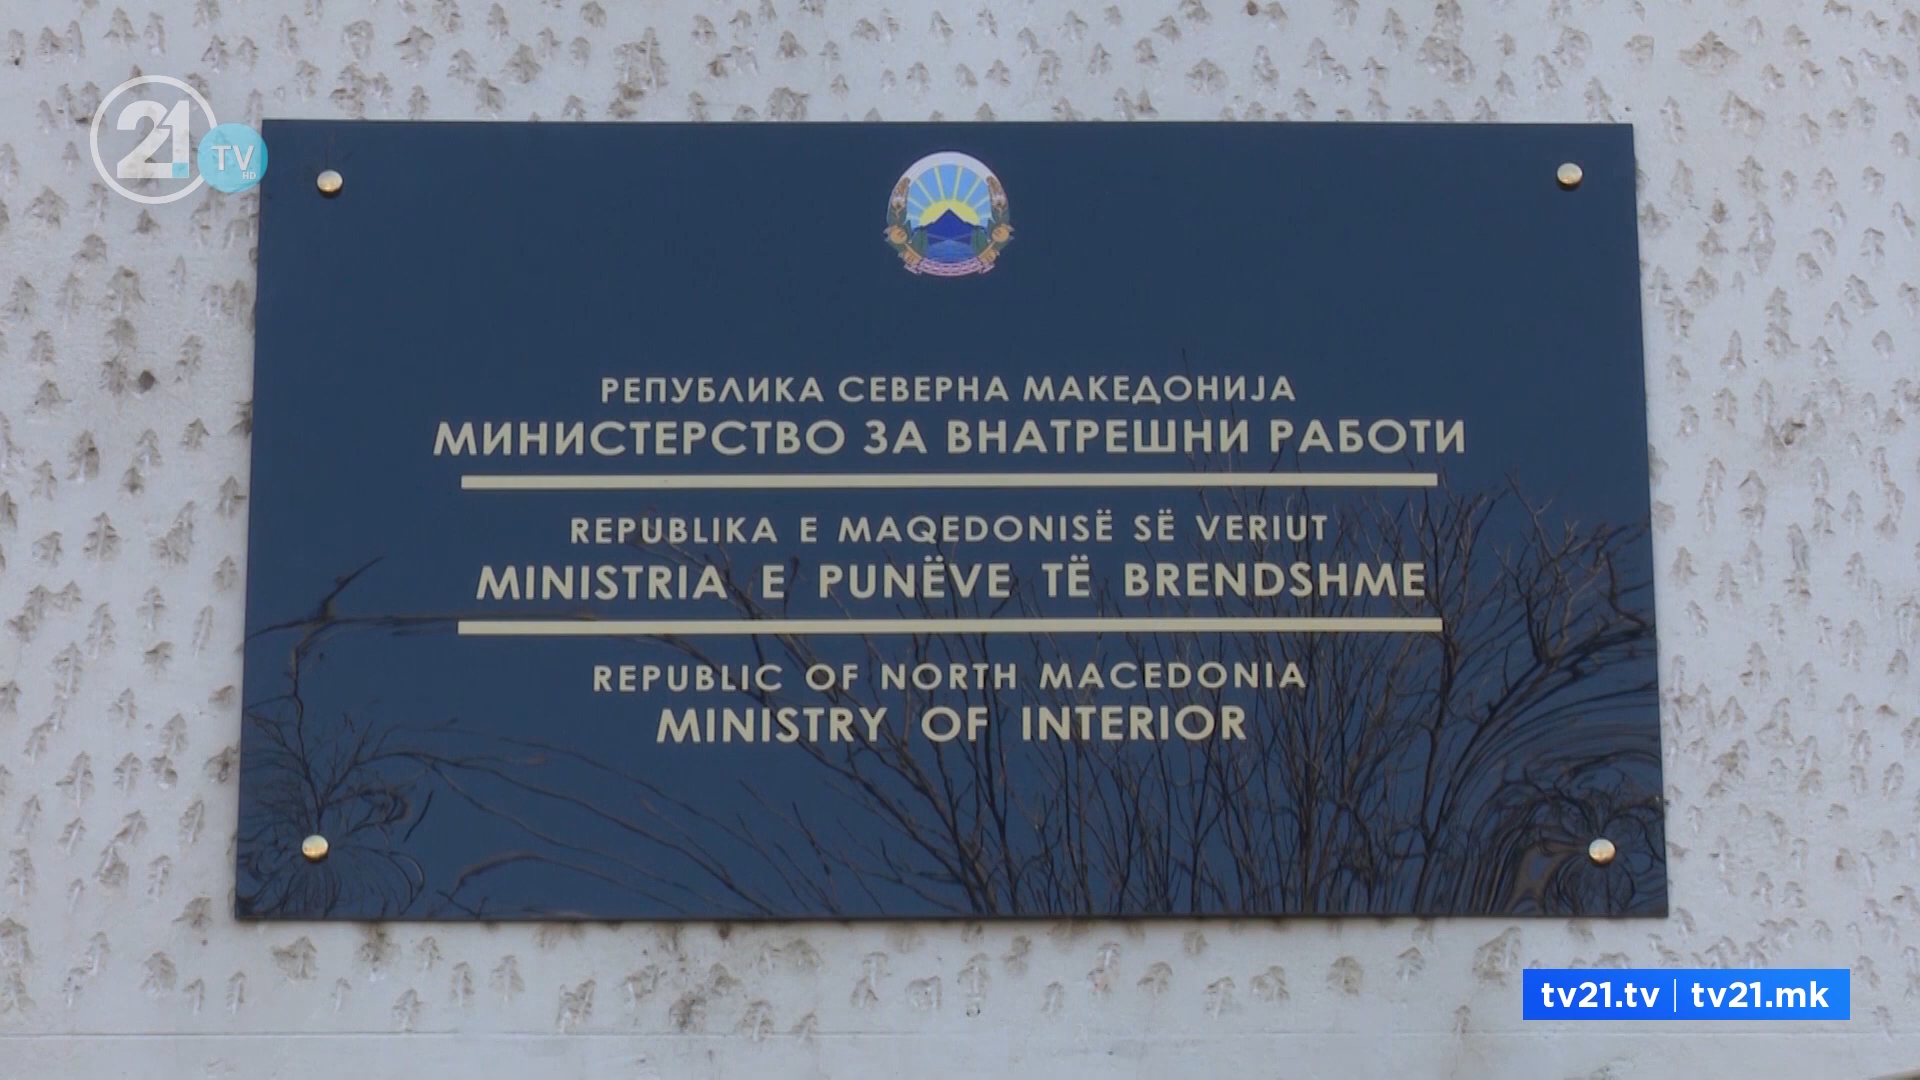 21
TV
HD
РЕПУБЛИКА СЕВЕРНА МАКЕДОНИЈА
МИНИСТЕРСТВО ЗА ВНАТРЕШНИ РАБОТИ
REPUBLIKA E MAQEDONISË SË VERIUT
MINISTRIA E PUNËVE TË BRENDSHME
REPUBLIC OF NORTH MACEDONIA
MINISTRY OF INTERIOR
tv21.tv | tv21.mk